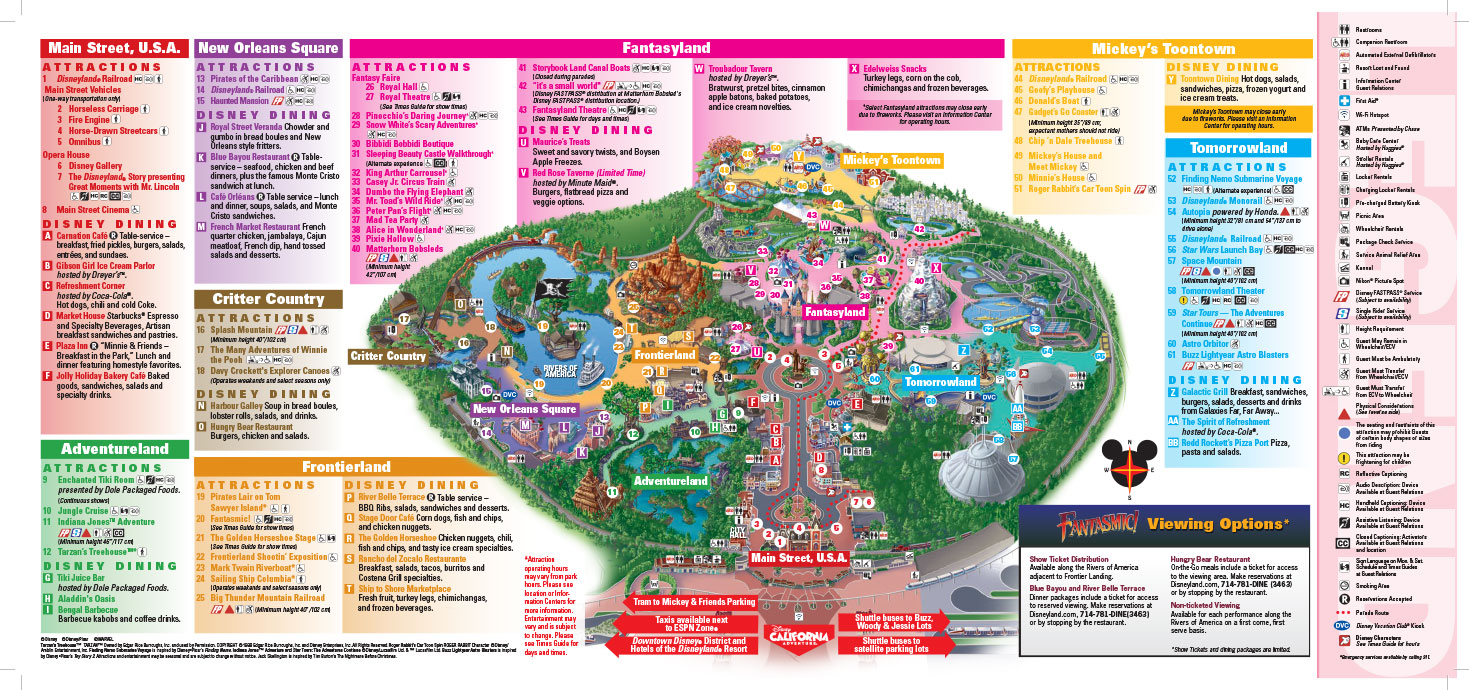 Main Street, U.S.A.
ATTRACTIONS
1 Disneyland® Railroad HC
Main Street Vehicles
(One-way transportation only)
2 Horseless Carriage
3 Fire Engine
4 Horse-Drawn Streetcars
5 Omnibus
Opera House
6 Disney Gallery
7 The Disneyland® Story presenting
Great Moments with Mr. Lincoln
HC RC CC
8 Main Street Cinema
DISNEY DINING
A Carnation Café R Table-service –
breakfast, fried pickles, burgers, salads,
entrées, and sundaes.
B Gibson Girl Ice Cream Parlor
hosted by Dreyer's™.
C Refreshment Corner
hosted by Coca-Cola®.
Hot dogs, chili and cold Coke.
D Market House Starbucks® Espresso
and Specialty Beverages, Artisan
breakfast sandwiches and pastries.
E Plaza Inn R "Minnie & Friends –
Breakfast in the Park," Lunch and
dinner featuring homestyle favorites.
F Jolly Holiday Bakery Café Baked
goods, sandwiches, salads and
specialty drinks.
Adventureland
ATTRACTIONS
9 Enchanted Tiki Room HC
presented by Dole Packaged Foods.
(Continuous shows)
10 Jungle Cruise HC
11 Indiana Jones™ Adventure
FP S CC
(Minimum height 46"/117 cm)
12 Tarzan's Treehouse™*
DISNEY DINING
G Tiki Juice Bar
hosted by Dole Packaged Foods.
H Aladdin's Oasis
I Bengal Barbecue
Barbecue kabobs and coffee drinks.
New Orleans Square
ATTRACTIONS
13 Pirates of the Caribbean HC
14 Disneyland® Railroad HC
15 Haunted Mansion FP HC
DISNEY DINING
J Royal Street Veranda Chowder and
gumbo in bread boules and New
Orleans style fritters.
K Blue Bayou Restaurant R Table-
service – seafood, chicken and beef
dinners, plus the famous Monte Cristo
sandwich at lunch.
L Café Orléans R Table service – lunch
and dinner, soups, salads, and Monte
Cristo sandwiches.
M French Market Restaurant French
quarter chicken, jambalaya, Cajun
meatloaf, French dip, hand tossed
salads and desserts.
Critter Country
ATTRACTIONS
16 Splash Mountain FP S
(Minimum height 40"/102 cm)
17 The Many Adventures of Winnie
the Pooh HC
18 Davy Crockett's Explorer Canoes
(Operates weekends and select seasons only)
DISNEY DINING
N Harbour Galley Soup in bread boules,
lobster rolls, salads, and drinks.
O Hungry Bear Restaurant
Burgers, chicken and salads.
Frontierland
ATTRACTIONS
19 Pirates Lair on Tom
Sawyer Island*
20 Fantasmic! HC
(See Times Guide for show times)
21 The Golden Horseshoe Stage
(See Times Guide for show times)
22 Frontierland Shootin' Exposition
23 Mark Twain Riverboat*
24 Sailing Ship Columbia*
(Operates weekends and select seasons only)
25 Big Thunder Mountain Railroad
FP (Minimum height 40"/102 cm)
DISNEY DINING
P River Belle Terrace R Table service –
BBQ Ribs, salads, sandwiches and desserts.
Q Stage Door Café Corn dogs, fish and chips,
and chicken nuggets.
R The Golden Horseshoe Chicken nuggets, chili,
fish and chips, and tasty ice cream specialties.
S Rancho del Zocalo Restaurante
Breakfast, salads, tacos, burritos and
Costena Grill specialties.
T Ship to Shore Marketplace
Fresh fruit, turkey legs, chimichangas,
and frozen beverages.
Fantasyland
ATTRACTIONS
Fantasy Faire
26 Royal Hall
27 Royal Theatre
(See Times Guide for show times)
28 Pinocchio's Daring Journey* HC
29 Snow White's Scary Adventures*
HC
30 Bibbidi Bobbidi Boutique
31 Sleeping Beauty Castle Walkthrough*
(Alternate experience CC)
32 King Arthur Carrousel*
33 Casey Jr. Circus Train
34 Dumbo the Flying Elephant
35 Mr. Toad's Wild Ride* HC
36 Peter Pan's Flight* HC
37 Mad Tea Party
38 Alice in Wonderland* HC
39 Pixie Hollow
40 Matterhorn Bobsleds
(Minimum height
42"/107 cm)
41 Storybook Land Canal Boats
(Closed during parades)
42 "it's a small world"* FP HC
(Disney FASTPASS® distribution at Matterhorn Bobsled's
Disney FASTPASS® distribution location.)
43 Fantasyland Theatre
(See Times Guide for days and times)
DISNEY DINING
U Maurice's Treats
Sweet and savory twists, and Boysen
Apple Freezes.
V Red Rose Taverne (Limited Time)
hosted by Minute Maid®.
Burgers, flatbread pizza and
veggie options.
W Troubadour Tavern
hosted by Dreyer's™.
Bratwurst, pretzel bites, cinnamon
apple batons, baked potatoes,
and ice cream novelties.
X Edelweiss Snacks
Turkey legs, corn on the cob,
chimichangas and frozen beverages.
*Select Fantasyland attractions may close early
due to fireworks. Please visit an Information Center
for operating hours.
Mickey's Toontown
ATTRACTIONS
44 Disneyland® Railroad HC
45 Goofy's Playhouse
46 Donald's Boat
47 Gadget's Go Coaster
(Minimum height 35"/89 cm;
expectant mothers should not ride)
48 Chip 'n Dale Treehouse
49 Mickey's House and
Meet Mickey
50 Minnie's House
51 Roger Rabbit's Car Toon Spin FP
DISNEY DINING
Y Toontown Dining Hot dogs, salads,
sandwiches, pizza, frozen yogurt and
ice cream treats.
Mickey's Toontown may close early
due to fireworks. Please visit an Information
Center for operating hours.
Tomorrowland
ATTRACTIONS
52 Finding Nemo Submarine Voyage
HC (Alternate experience) CC
53 Disneyland® Monorail HC
54 Autopia powered by Honda.
(Minimum height 32"/81 cm and 54"/137 cm to
drive alone)
55 Disneyland® Railroad HC
56 Star Wars Launch Bay
57 Space Mountain
(Minimum height 40"/102 cm)
58 Tomorrowland Theater
HC RC CC
59 Star Tours — The Adventures
Continue FP HC CC
(Minimum height 40"/102 cm)
60 Astro Orbitor
61 Buzz Lightyear Astro Blasters
FP HC
DISNEY DINING
Z Galactic Grill Breakfast, sandwiches,
burgers, salads, desserts and drinks
from Galaxies Far, Far Away...
AA The Spirit of Refreshment
hosted by Coca-Cola®.
BB Redd Rockett's Pizza Port Pizza,
pasta and salads.
Mickey's Toontown
Fantasyland
Critter Country
Frontierland
RIVERS OF AMERICA
New Orleans Square
Tomorrowland
Adventureland
CITY HALL
Main Street, U.S.A.
N
W
E
S
*Attraction
operating hours
may vary from park
hours. Please see
location or Infor-
mation Centers for
more information.
Entertainment may
vary and is subject
to change. Please
see Times Guide for
days and times.
Tram to Mickey & Friends Parking
Taxis available next
to ESPN Zone®
Downtown Disney® District and
Hotels of the Disneyland® Resort
Disney CALIFORNIA ADVENTURE
Shuttle buses to Buzz,
Woody & Jessie Lots
Shuttle buses to
satellite parking lots
FANTASMIC! Viewing Options*
Show Ticket Distribution
Available along the Rivers of America
adjacent to Frontier Landing.
Blue Bayou and River Belle Terrace
Dinner packages include a ticket for access
to reserved viewing. Make reservations at
Disneyland.com, 714-781-DINE(3463)
or by stopping by the restaurant.
Hungry Bear Restaurant
On-the-Go meals include a ticket for access
to the viewing area. Make reservations at
Disneyland.com, 714-781-DINE (3463)
or by stopping by the restaurant.
Non-ticketed Viewing
Available for each performance along the
Rivers of America on a first come, first
serve basis.
*Show Tickets and dining packages are limited.
Restrooms
Companion Restroom
Automated External Defibrillators
Resort Lost and Found
Information Center/
Guest Relations
First Aid*
Wi-Fi Hotspot
ATMs Presented by Chase
Baby Care Center
Hosted by Huggies®
Stroller Rentals
Hosted by Huggies®
Locker Rentals
Charging Locker Rentals
Pre-charged Battery Kiosk
Picnic Area
Wheelchair Rentals
Package Check Service
Service Animal Relief Area
Kennel
Nikon® Picture Spot
Disney FASTPASS® Service
(Subject to availability)
Single Rider Service
(Subject to availability)
Height Requirement
Guest May Remain in
Wheelchair/ECV
Guest Must be Ambulatory
Guest Must Transfer
from Wheelchair/ECV
Guest Must Transfer
from ECV to Wheelchair
Physical Considerations
(See reverse side)
The seating and restraints of this
attraction may prohibit Guests
of certain body shapes or sizes
from riding
This attraction may be
frightening for children
RC Reflective Captioning
Audio Description: Device
Available at Guest Relations
HC Handheld Captioning: Device
Available at Guest Relations
Assistive Listening: Device
Available at Guest Relations
CC Closed Captioning: Activators
Available at Guest Relations
and location
Sign Language on Mon. & Sat.
Schedule and Times Guides
at Guest Relations
Smoking Area
R Reservations Accepted
Parade Route
DVC Disney Vacation Club® Kiosk
Disney Characters
See Times Guide for hours
*Emergency services available by calling 911.
©Disney ©Disney/Pixar ©MARVEL